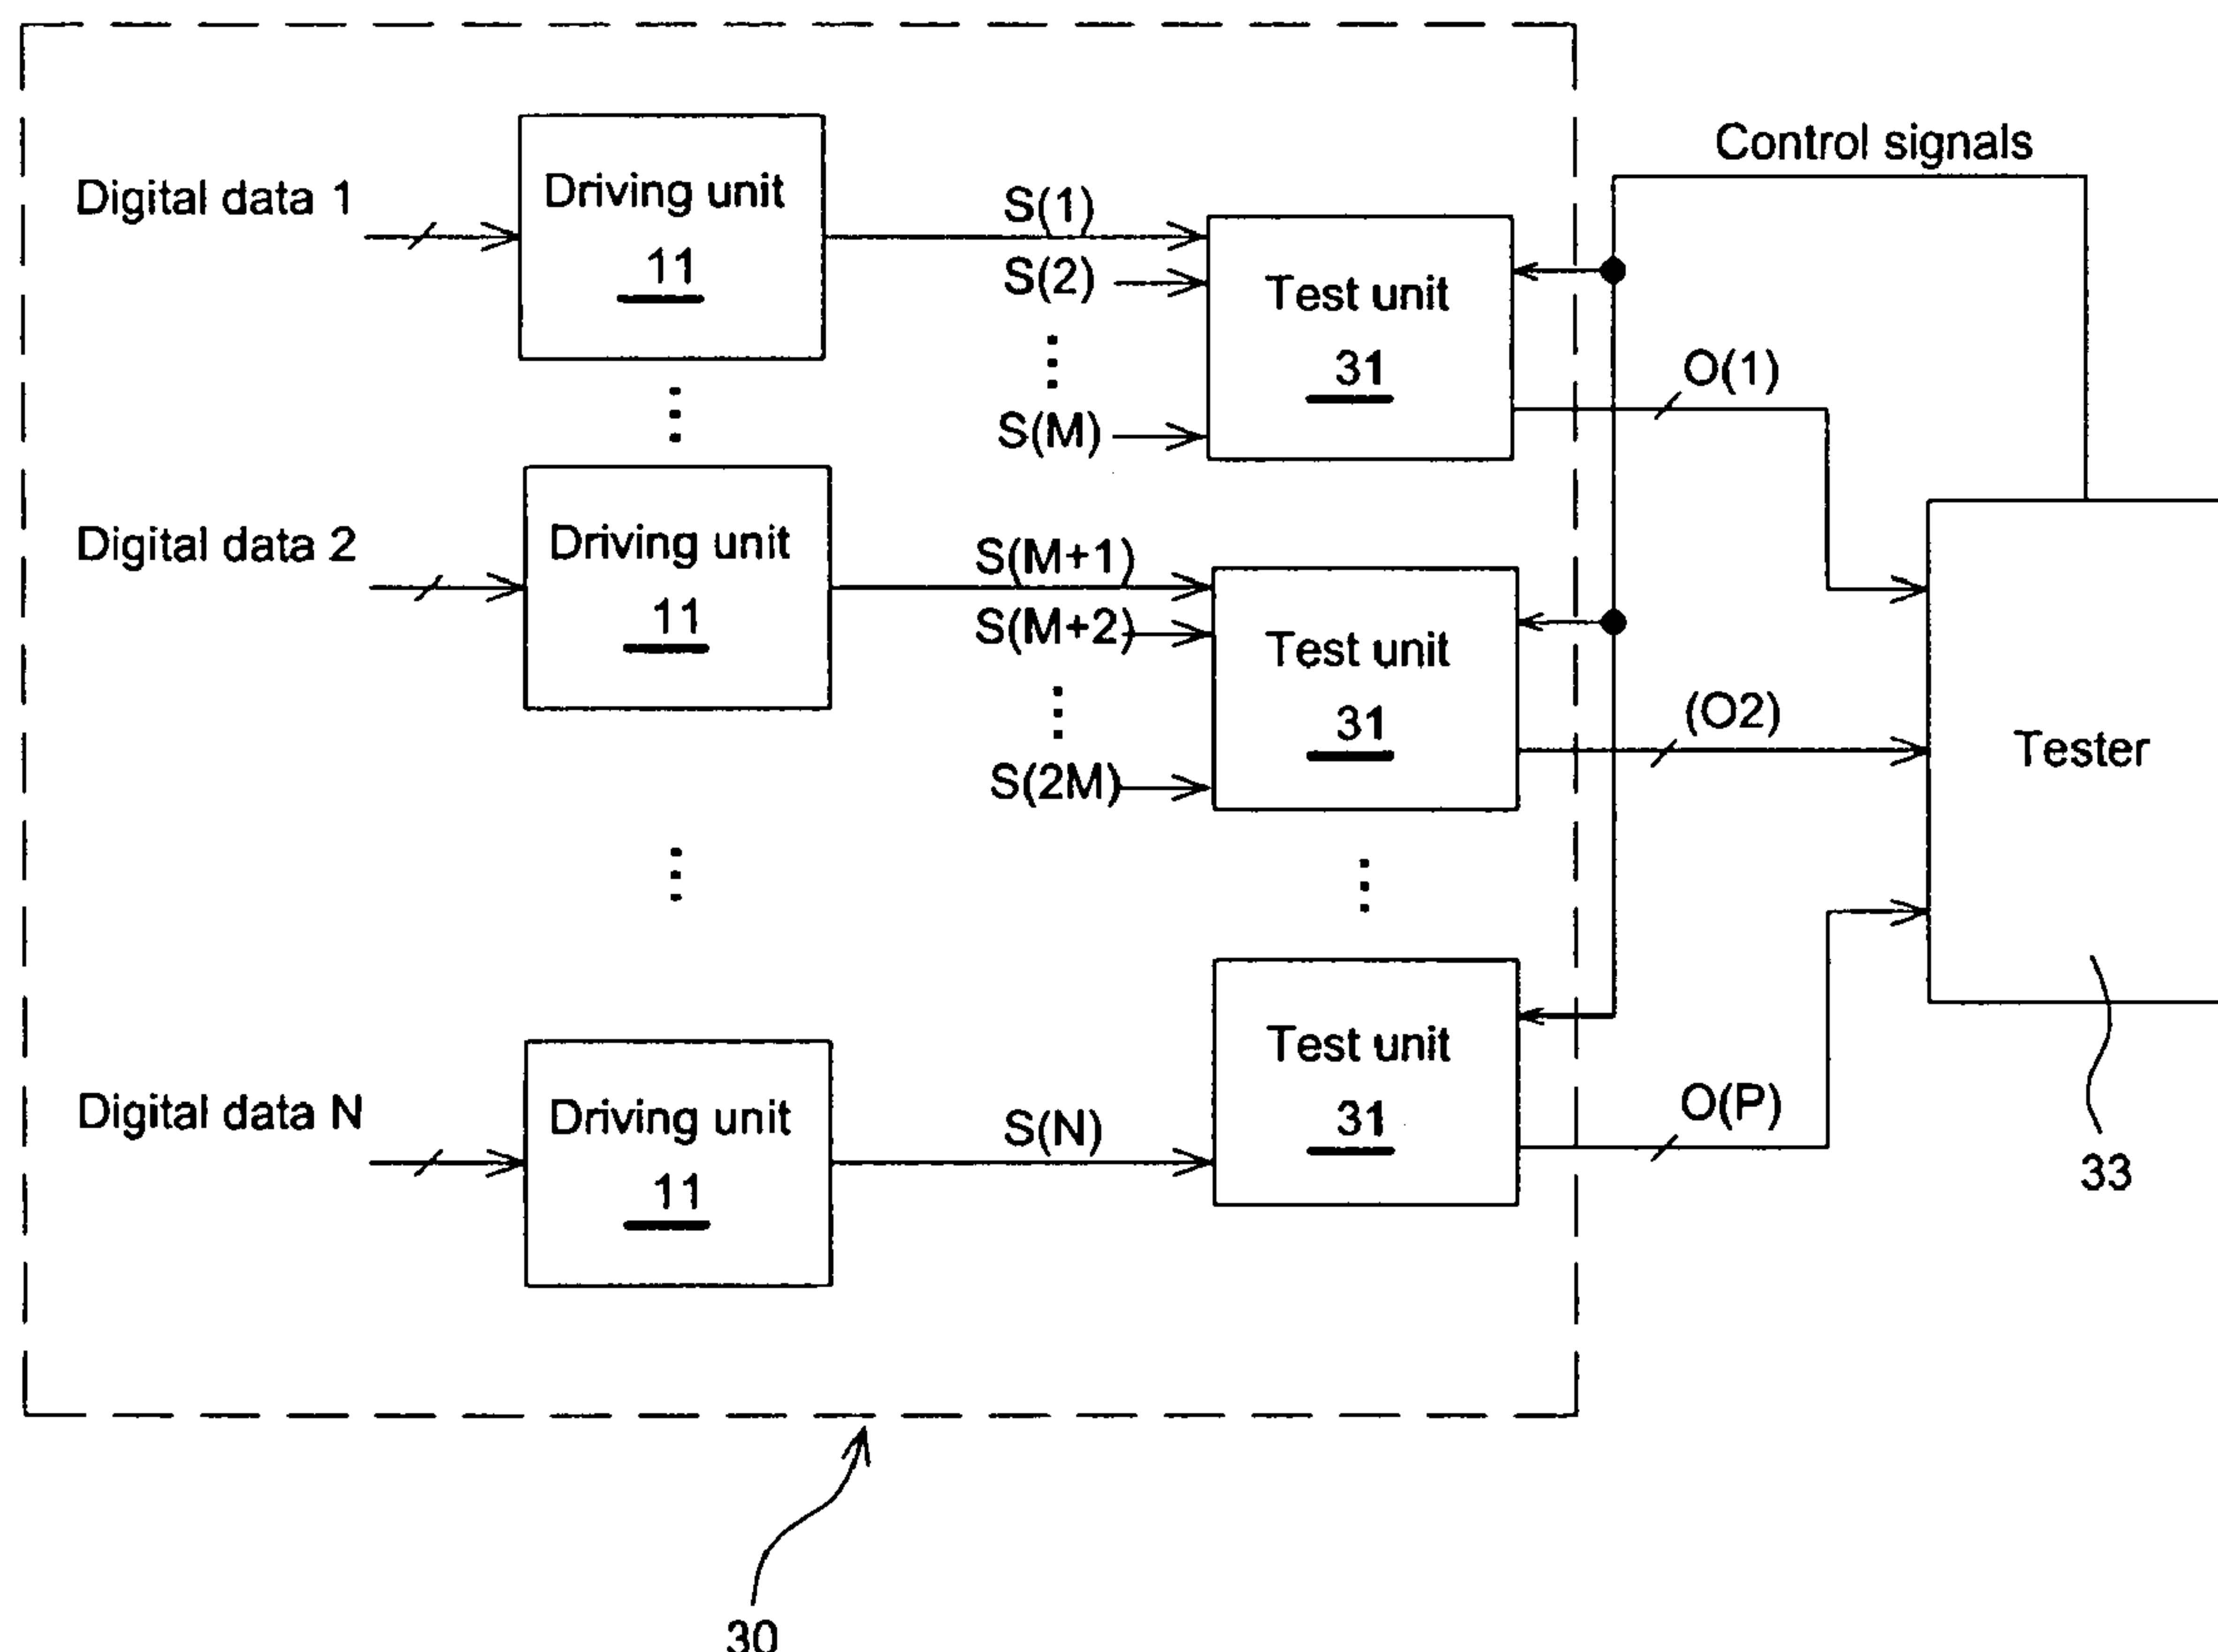 Control signals
Digital data 1
Driving unit
11
S(1)
S(2)
S(M)
Test unit
31
O(1)
Digital data 2
Driving unit
11
S(M+1)
S(M+2)
S(2M)
Test unit
31
(O2)
Tester
33
Digital data N
Driving unit
11
S(N)
Test unit
31
O(P)
30